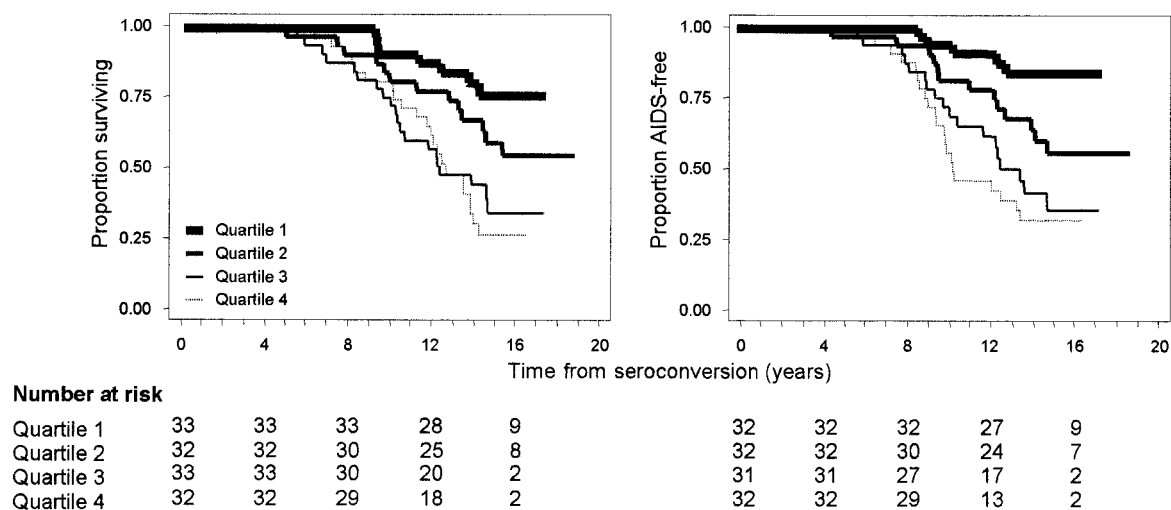 Proportion surviving
1.00
0.75
0.50
0.25
0.00
Quartile 1
Quartile 2
Quartile 3
Quartile 4
0 4 8 12 16 20
Proportion AIDS-free
1.00
0.75
0.50
0.25
0.00
0 4 8 12 16 20
Time from seroconversion (years)
Number at risk
Quartile 1 33 33 33 28 9 32 32 32 27 9
Quartile 2 32 32 30 25 8 32 32 30 24 7
Quartile 3 33 33 30 20 2 31 31 27 17 2
Quartile 4 32 32 29 18 2 32 32 29 13 2